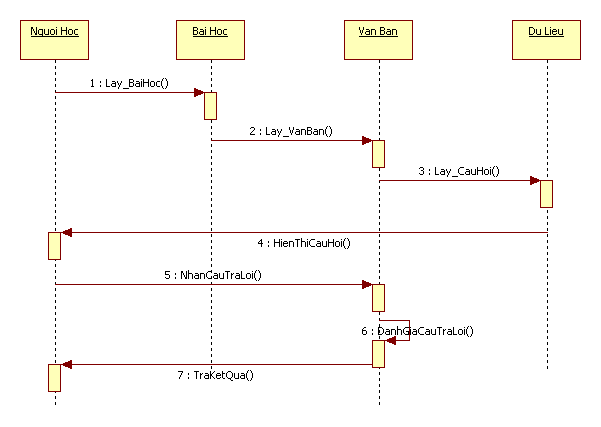 Nguoi Hoc
Bai Hoc
Van Ban
Du Lieu
1 : Lay_BaiHoc()
2 : Lay_VanBan()
3 : Lay_CauHoi()
4 : HienThiCauHoi()
5 : NhanCauTraLoi()
6 : DanhGiaCauTraLoi()
7 : TraKetQua()